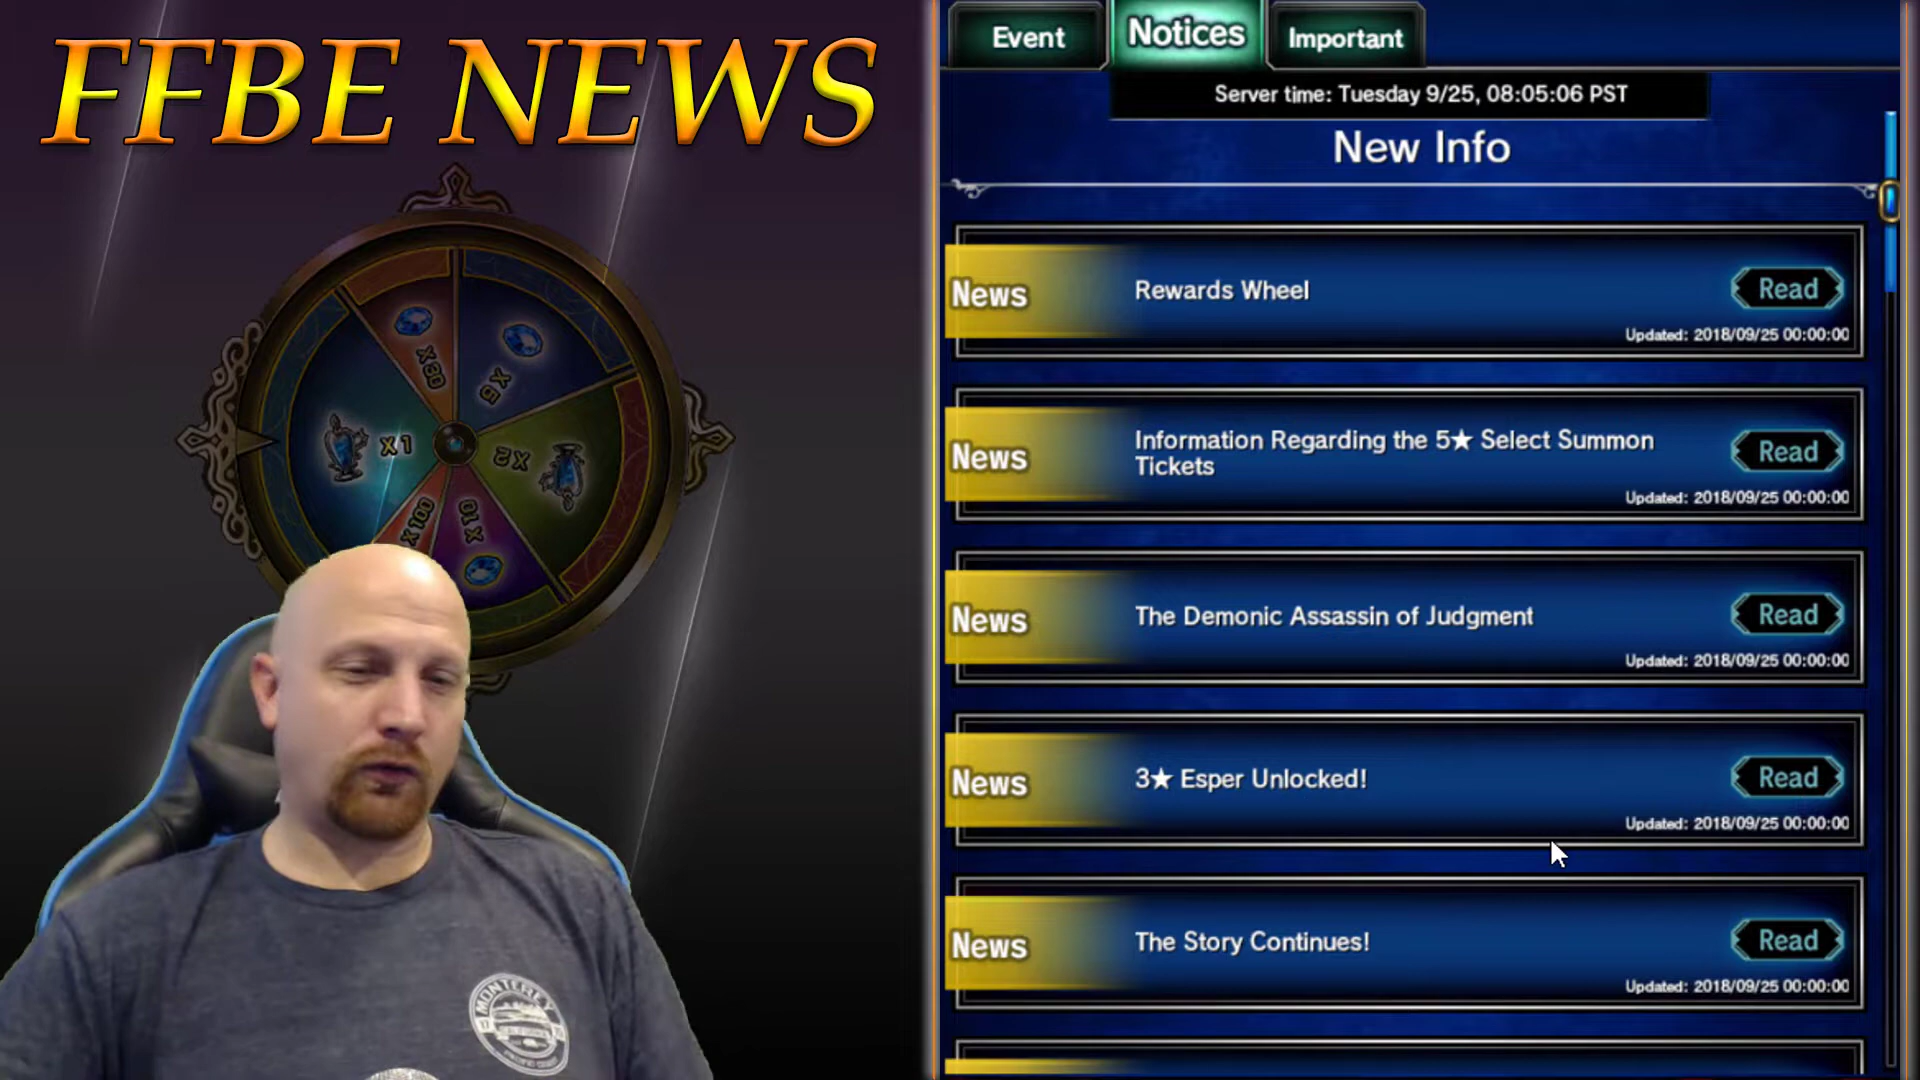 FFBE NEWS
X30
X5
X1
X2
X100
X10
MONTEREY
CALIFORNIA
Event
Notices
Important
Server time: Tuesday 9/25, 08:05:06 PST
New Info
News
Rewards Wheel
Read
Updated: 2018/09/25 00:00:00
News
Information Regarding the 5★ Select Summon
Tickets
Read
Updated: 2018/09/25 00:00:00
News
The Demonic Assassin of Judgment
Read
Updated: 2018/09/25 00:00:00
News
3★ Esper Unlocked!
Read
Updated: 2018/09/25 00:00:00
News
The Story Continues!
Read
Updated: 2018/09/25 00:00:00